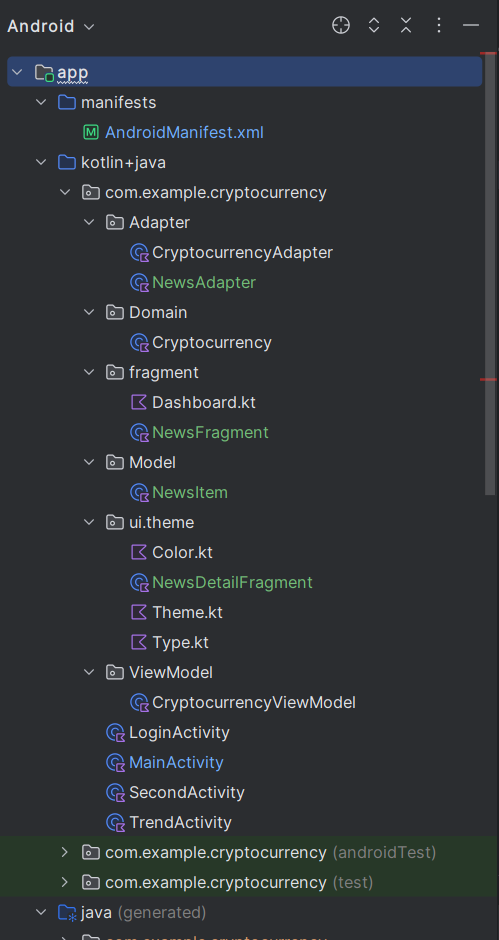 Android
app
manifests
AndroidManifest.xml
kotlin+java
com.example.cryptocurrency
Adapter
CryptocurrencyAdapter
NewsAdapter
Domain
Cryptocurrency
fragment
Dashboard.kt
NewsFragment
Model
NewsItem
ui.theme
Color.kt
NewsDetailFragment
Theme.kt
Type.kt
ViewModel
CryptocurrencyViewModel
LoginActivity
MainActivity
SecondActivity
TrendActivity
com.example.cryptocurrency (androidTest)
com.example.cryptocurrency (test)
java (generated)